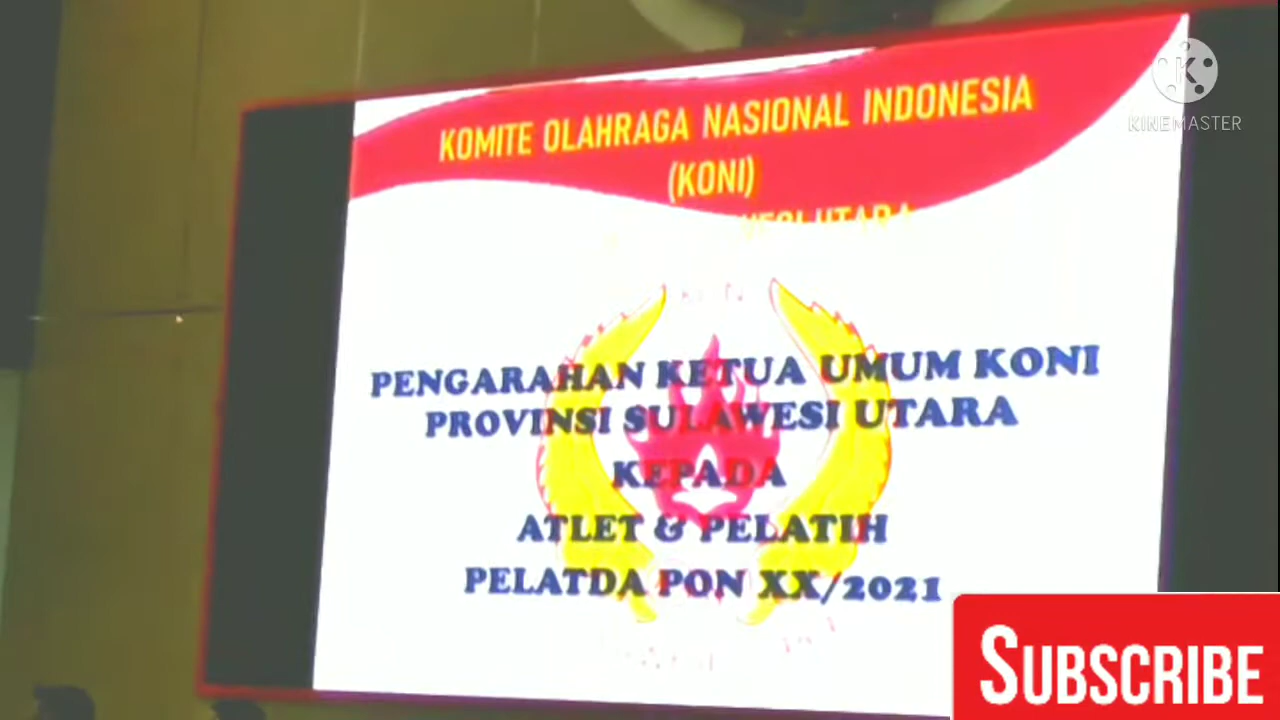 KOMITE OLAHRAGA NASIONAL INDONESIA
(KONI)
UTARA
PENGARAHAN KETUA UMUM KONI
PROVINSI SULAWESI UTARA
KEPADA
ATLET & PELATIH
PELATDA PON XX/2021
K
KINEMASTER
SUBSCRIBE